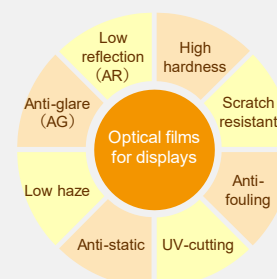 Low
reflection
（AR）
High
hardness
Scratch
resistant
Anti-
fouling
UV-cutting
Anti-static
Low haze
Anti-glare
（AG）
Optical films
for displays